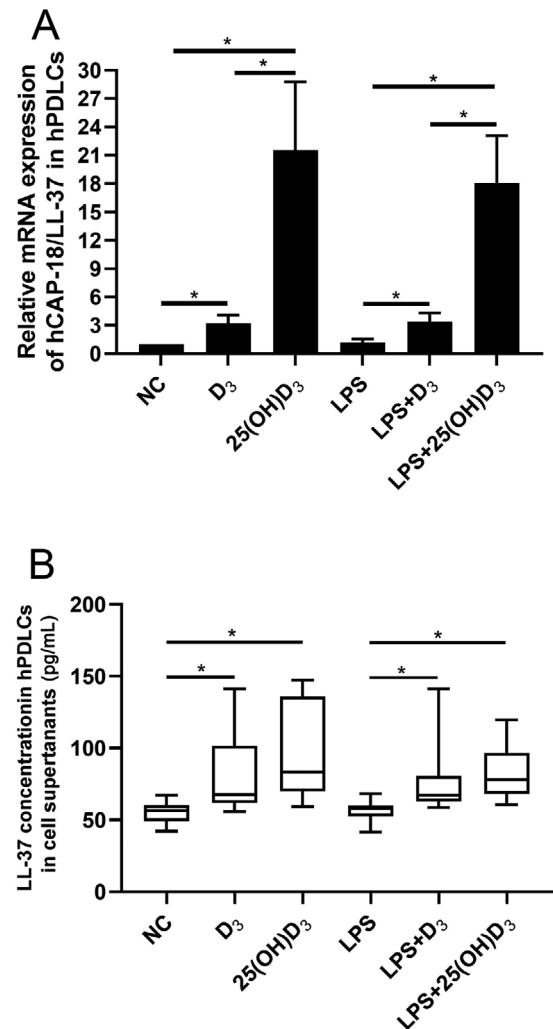 A
Relative mRNA expression
of hCAP-18/LL-37 in hPDLCs
30
27
24
21
18
15
12
9
6
3
0
*
*
*
*
*
*
NC
D₃
25(OH)D₃
LPS
LPS+D₃
LPS+25(OH)D₃
B
LL-37 concentrationin hPDLCs
in cell supertanants (pg/mL)
200
150
100
50
0
*
*
*
*
NC
D₃
25(OH)D₃
LPS
LPS+D₃
LPS+25(OH)D₃